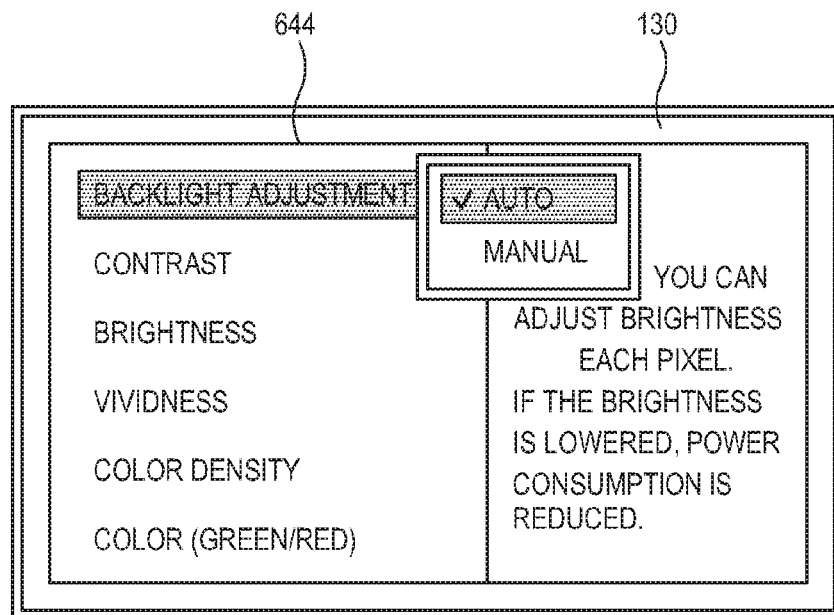 644
130
BACKLIGHT ADJUSTMENT
✓ AUTO
MANUAL
CONTRAST
BRIGHTNESS
VIVIDNESS
COLOR DENSITY
COLOR (GREEN/RED)
YOU CAN
ADJUST BRIGHTNESS
EACH PIXEL.
IF THE BRIGHTNESS
IS LOWERED, POWER
CONSUMPTION IS
REDUCED.